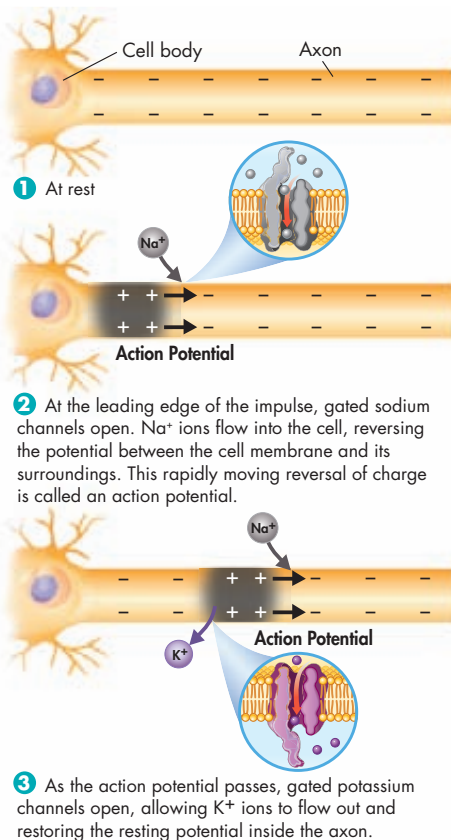 Cell body
Axon
– – – – – – –
– – – – – – –
1 At rest
Na⁺
+ + – – – – –
+ + – – – – –
Action Potential
2 At the leading edge of the impulse, gated sodium
channels open. Na⁺ ions flow into the cell, reversing
the potential between the cell membrane and its
surroundings. This rapidly moving reversal of charge
is called an action potential.
Na⁺
– – + + – – –
– – + + – – –
Action Potential
K⁺
3 As the action potential passes, gated potassium
channels open, allowing K⁺ ions to flow out and
restoring the resting potential inside the axon.